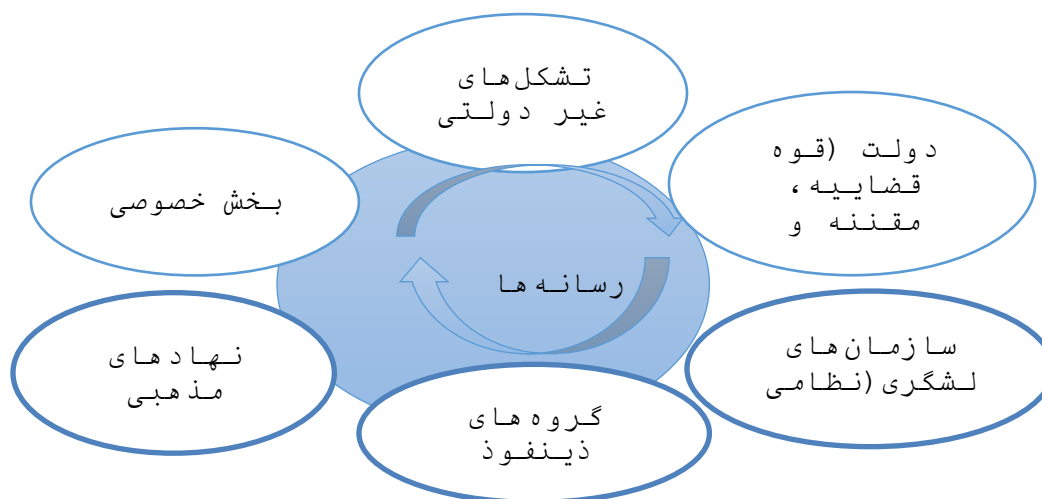 تشکل‌های
غیر دولتی
دولت (قوه
قضاییه،
مقننه و
بخش خصوصی
رسانه ها
سازمان‌های
لشگری(نظامی
نهادهای
مذهبی
گروه های
ذینفوذ